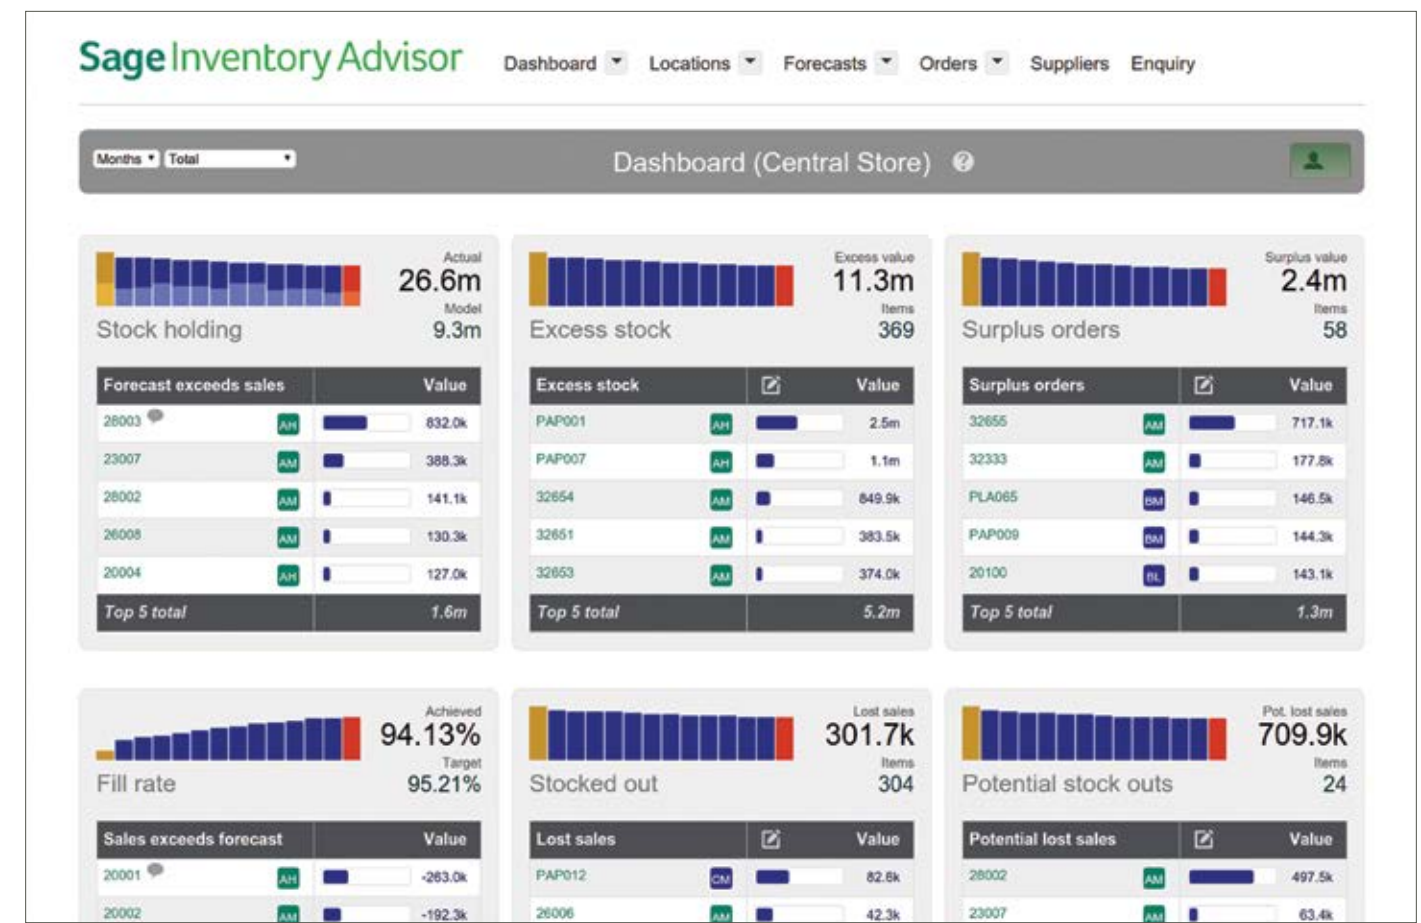 Sage Inventory Advisor
Dashboard Locations Forecasts Orders Suppliers Enquiry
Months Total Dashboard (Central Store) ?
Actual
26.6m
Model
Stock holding 9.3m
Forecast exceeds sales Value
28003 AH 832.0k
23007 AM 388.3k
28002 AM 141.1k
26008 AM 130.3k
20004 AH 127.0k
Top 5 total 1.6m
Excess value
11.3m
Items
Excess stock 369
Excess stock Value
PAP001 AH 2.5m
PAP007 AH 1.1m
32654 AM 849.9k
32651 AM 383.5k
32653 AM 374.0k
Top 5 total 5.2m
Surplus value
2.4m
Items
Surplus orders 58
Surplus orders Value
32655 AM 717.1k
32333 AM 177.8k
PLA065 BM 146.5k
PAP009 BM 144.3k
20100 BL 143.1k
Top 5 total 1.3m
Achieved
94.13%
Target
Fill rate 95.21%
Sales exceeds forecast Value
20001 AH -263.0k
20002 AM -192.3k
Lost sales
301.7k
Items
Stocked out 304
Lost sales Value
PAP012 CM 82.6k
26006 AM 42.3k
Pot. lost sales
709.9k
Items
Potential stock outs 24
Potential lost sales Value
28002 AM 497.5k
23007 AM 63.4k